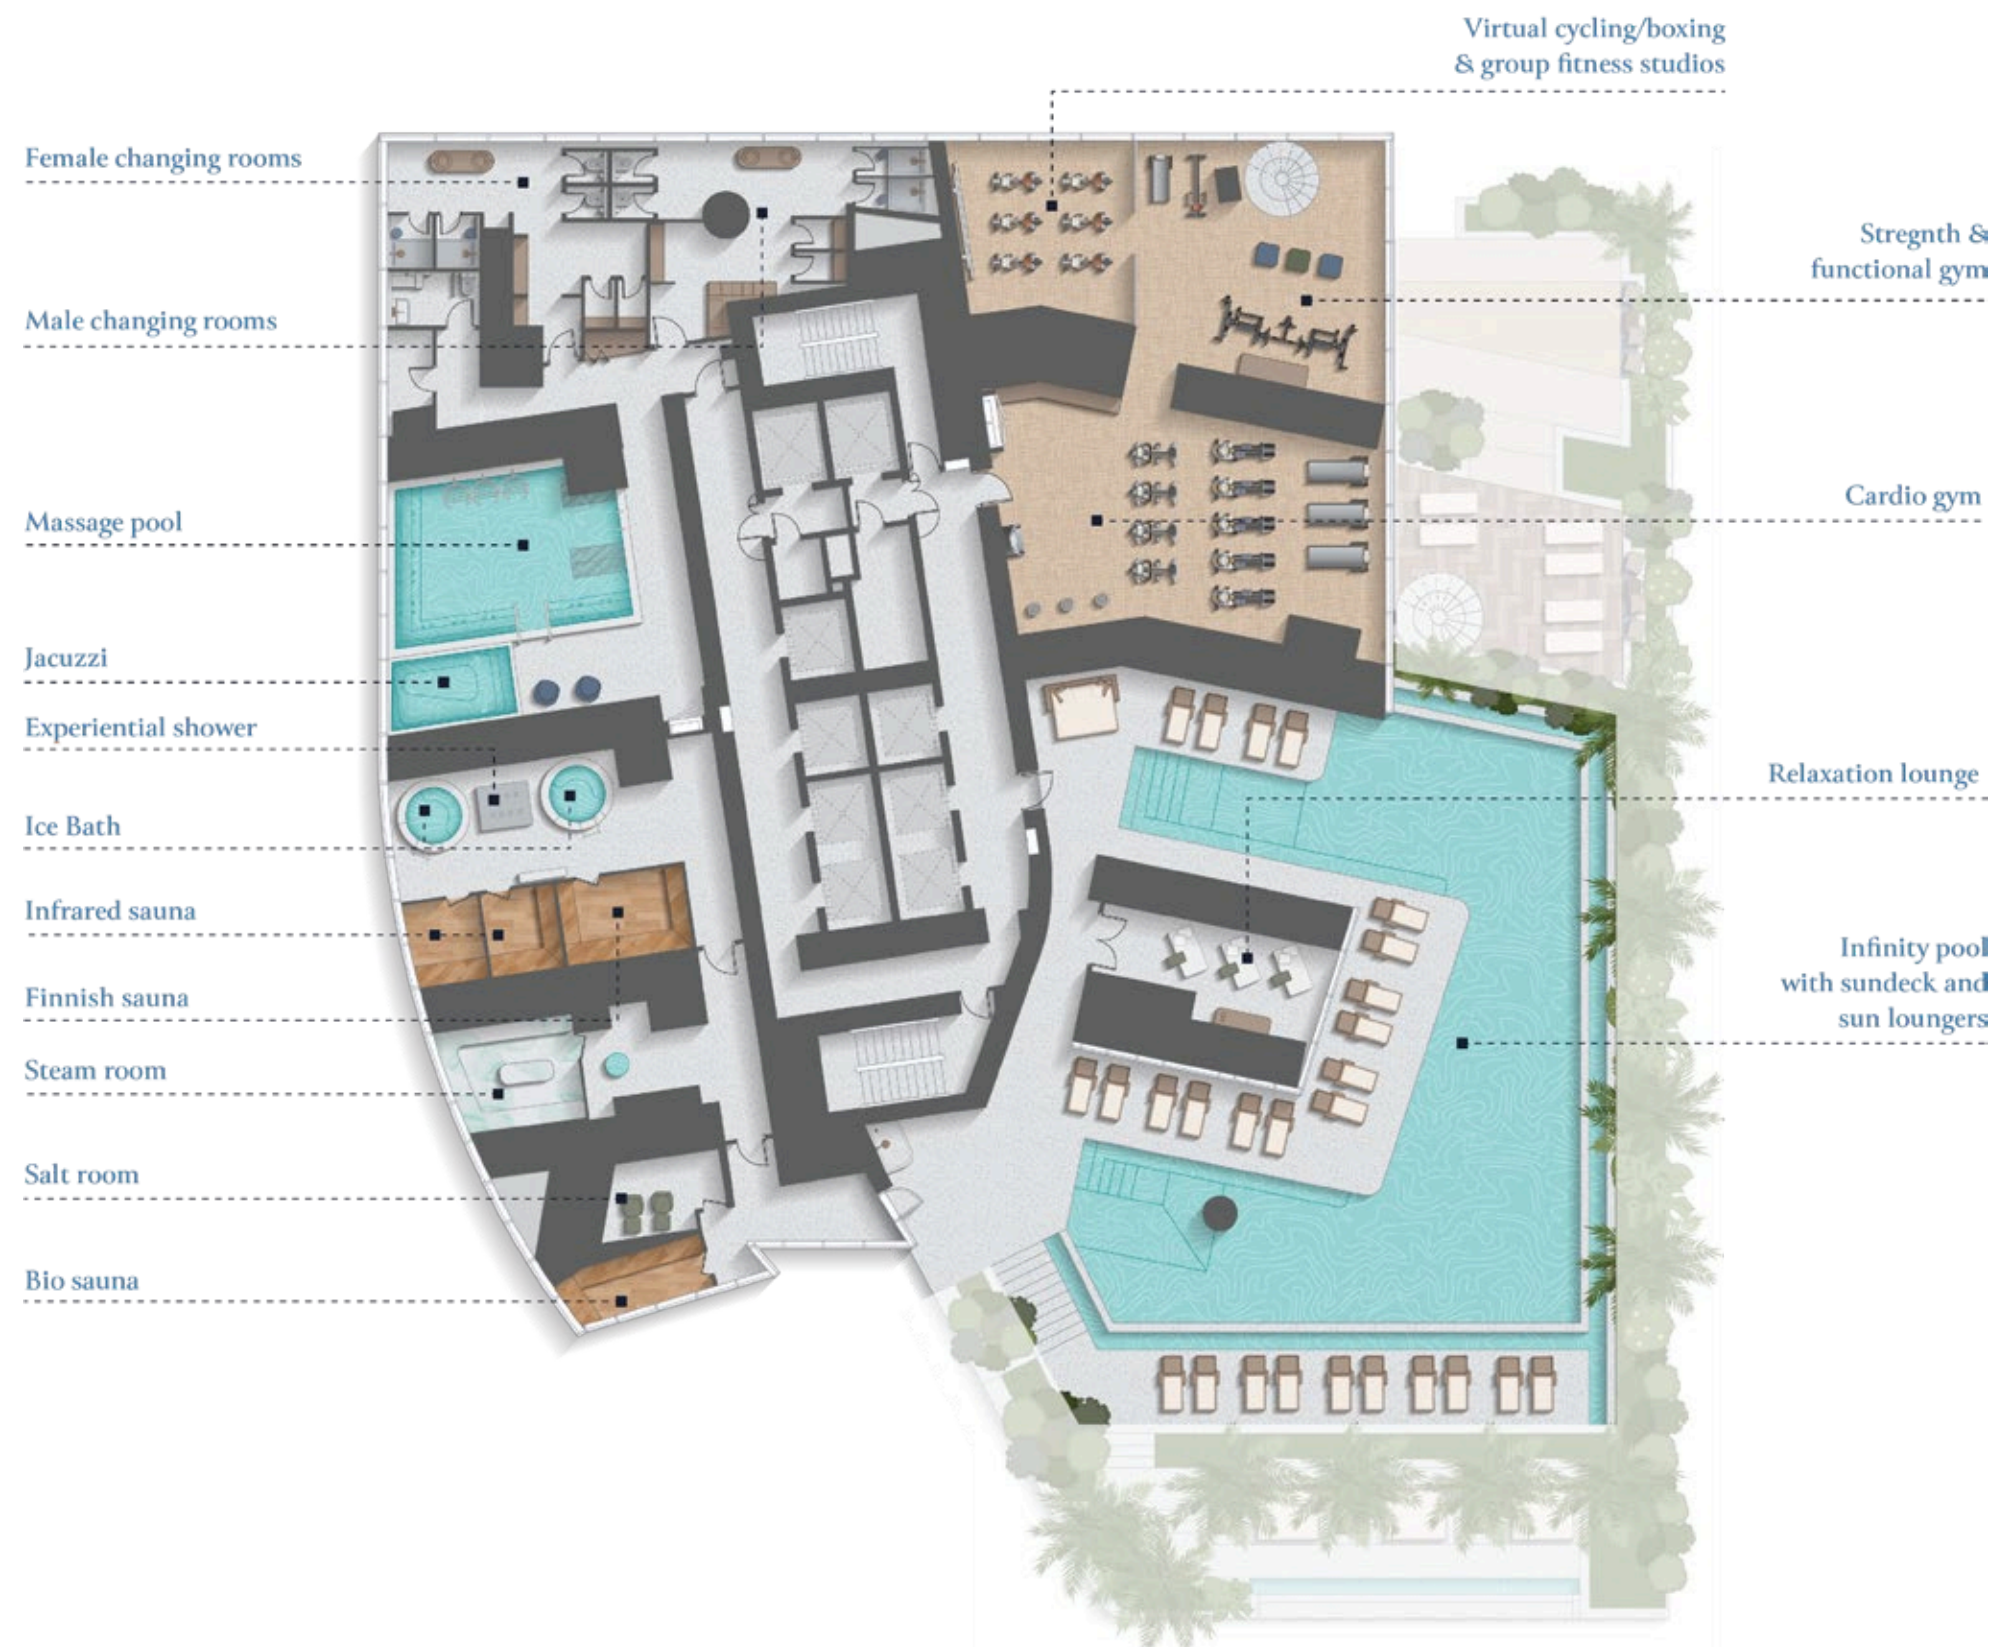 Virtual cycling/boxing
& group fitness studios
Female changing rooms
Stregnth &
functional gym
Male changing rooms
Cardio gym
Massage pool
Jacuzzi
Experiential shower
Relaxation lounge
Ice Bath
Infrared sauna
Infinity pool
with sundeck and
sun loungers
Finnish sauna
Steam room
Salt room
Bio sauna